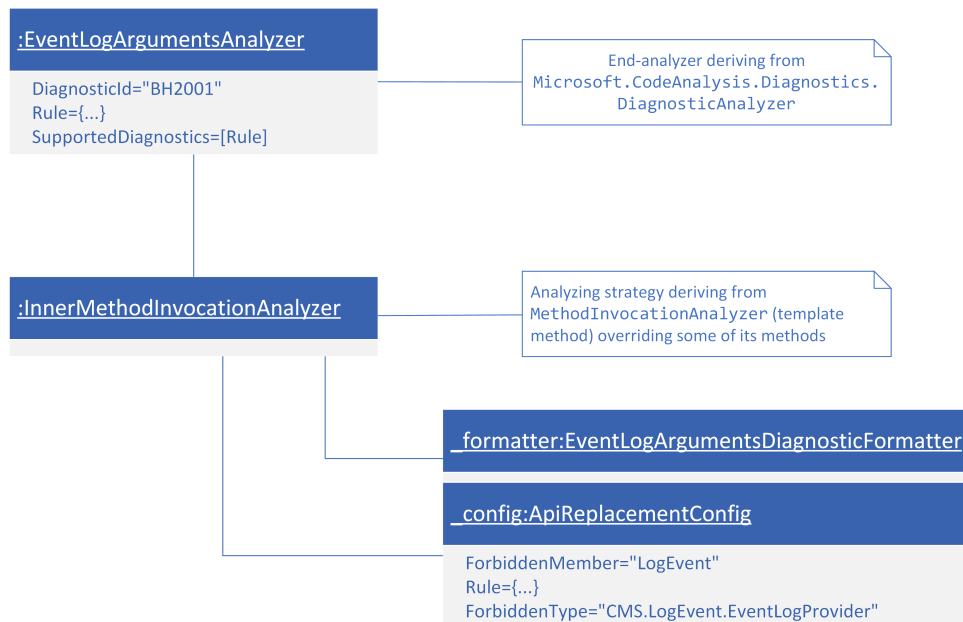 :EventLogArgumentsAnalyzer
DiagnosticId="BH2001"
Rule={...}
SupportedDiagnostics=[Rule]
End-analyzer deriving from
Microsoft.CodeAnalysis.Diagnostics.
DiagnosticAnalyzer
:InnerMethodInvocationAnalyzer
Analyzing strategy deriving from
MethodInvocationAnalyzer (template
method) overriding some of its methods
_formatter:EventLogArgumentsDiagnosticFormatter
_config:ApiReplacementConfig
ForbiddenMember="LogEvent"
Rule={...}
ForbiddenType="CMS.LogEvent.EventLogProvider"